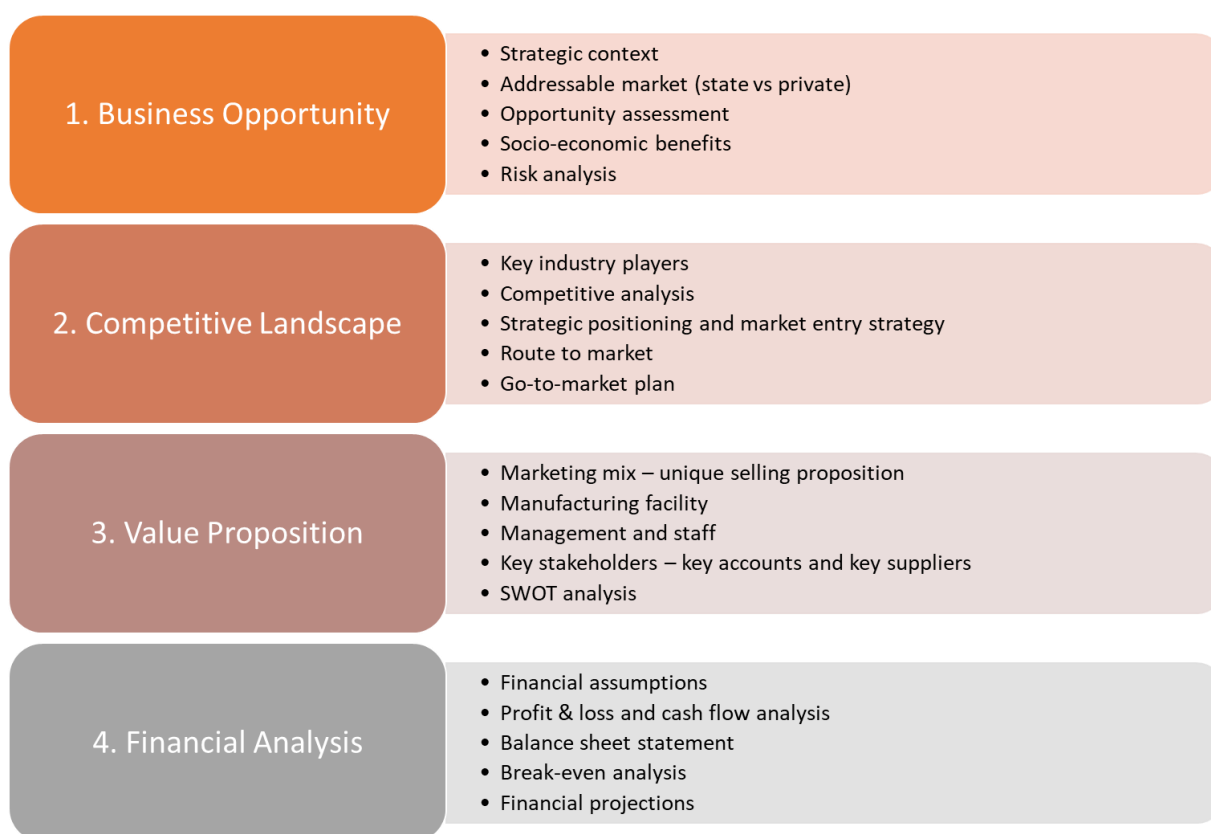 1. Business Opportunity
• Strategic context
• Addressable market (state vs private)
• Opportunity assessment
• Socio-economic benefits
• Risk analysis
2. Competitive Landscape
• Key industry players
• Competitive analysis
• Strategic positioning and market entry strategy
• Route to market
• Go-to-market plan
3. Value Proposition
• Marketing mix – unique selling proposition
• Manufacturing facility
• Management and staff
• Key stakeholders – key accounts and key suppliers
• SWOT analysis
4. Financial Analysis
• Financial assumptions
• Profit & loss and cash flow analysis
• Balance sheet statement
• Break-even analysis
• Financial projections